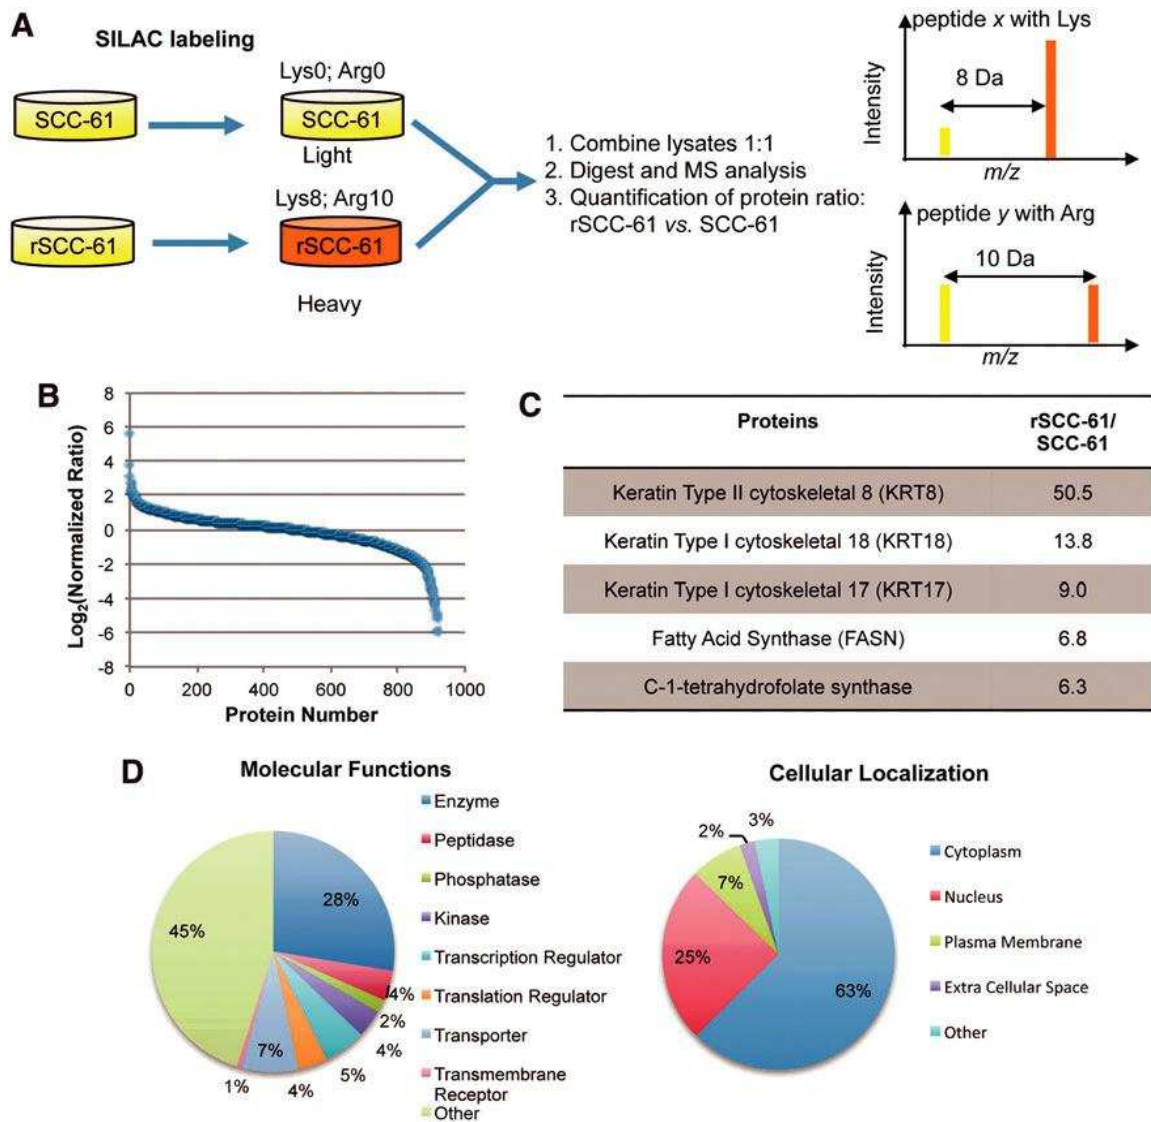 A
SILAC labeling
SCC-61
Lys0; Arg0
SCC-61
Light
rSCC-61
Lys8; Arg10
rSCC-61
Heavy
1. Combine lysates 1:1
2. Digest and MS analysis
3. Quantification of protein ratio:
rSCC-61 vs. SCC-61
peptide x with Lys
8 Da
Intensity
m/z
peptide y with Arg
10 Da
Intensity
m/z
B
Log2(Normalized Ratio)
8
6
4
2
0
-2
-4
-6
-8
0
200
400
600
800
1000
Protein Number
C
Proteins
rSCC-61/
SCC-61
Keratin Type II cytoskeletal 8 (KRT8) 50.5
Keratin Type I cytoskeletal 18 (KRT18) 13.8
Keratin Type I cytoskeletal 17 (KRT17) 9.0
Fatty Acid Synthase (FASN) 6.8
C-1-tetrahydrofolate synthase 6.3
D
Molecular Functions
28%
4%
2%
4%
5%
4%
7%
1%
45%
Enzyme
Peptidase
Phosphatase
Kinase
Transcription Regulator
Translation Regulator
Transporter
Transmembrane
Receptor
Other
Cellular Localization
2%
3%
7%
25%
63%
Cytoplasm
Nucleus
Plasma Membrane
Extra Cellular Space
Other